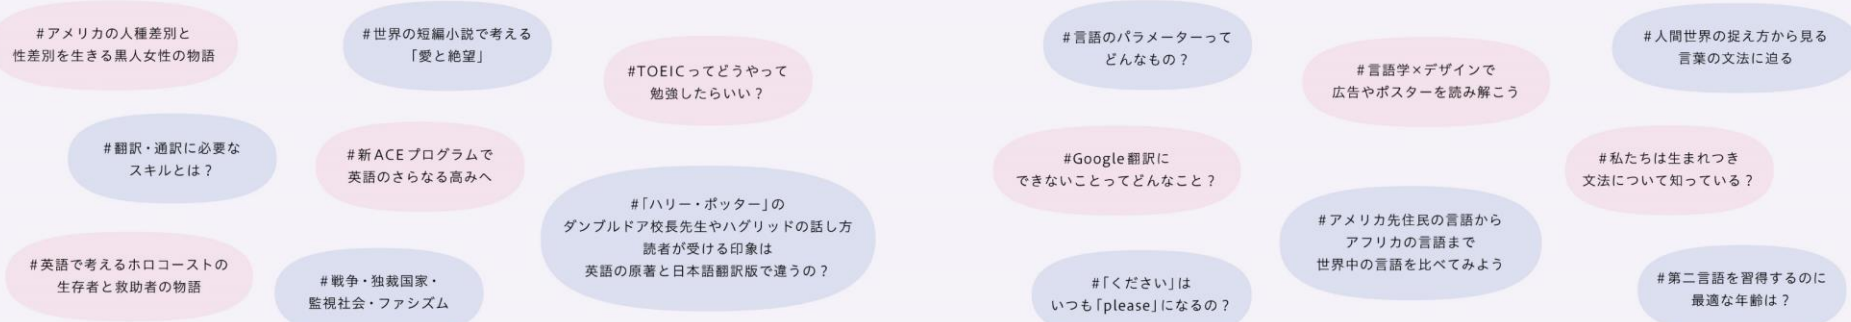 #アメリカの人種差別と
性差別を生きる黒人女性の物語
#世界の短編小説で考える
「愛と絶望」
#TOEICってどうやって
勉強したらいい？
#翻訳・通訳に必要な
スキルとは？
#新ACEプログラムで
英語のさらなる高みへ
#「ハリー・ポッター」の
ダンブルドア校長先生やハグリッドの話し方
読者が受ける印象は
英語の原著と日本語翻訳版で違うの？
#英語で考えるホロコーストの
生存者と救助者の物語
#戦争・独裁国家・
監視社会・ファシズム
#言語のパラメーターって
どんなもの？
#言語学×デザインで
広告やポスターを読み解こう
#人間世界の捉え方から見る
言葉の文法に迫る
#Google翻訳に
できないことってどんなこと？
#私たちは生まれつき
文法について知っている？
#アメリカ先住民の言語から
アフリカの言語まで
世界中の言語を比べてみよう
#「ください」は
いつも「please」になるの？
#第二言語を習得するのに
最適な年齢は？